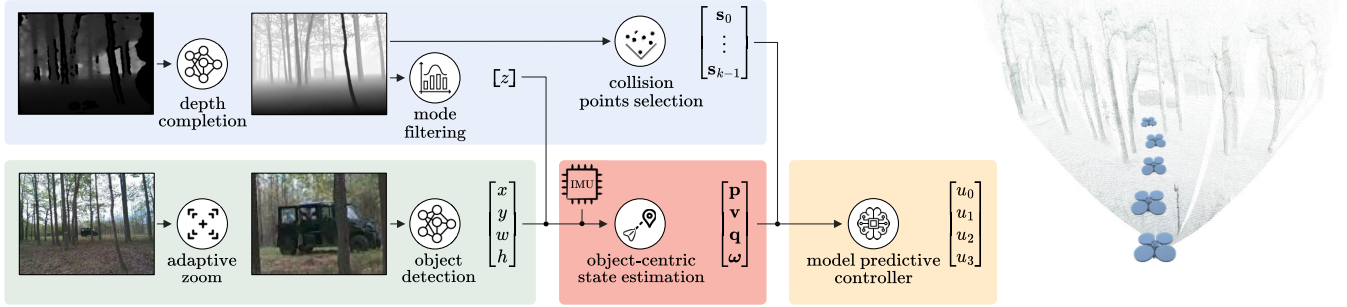 depth
completion
mode
filtering
[z]
collision
points selection
s₀
⋮
sₖ₋₁
adaptive
zoom
object
detection
x
y
w
h
IMU
object-centric
state estimation
p
v
q
ω
model predictive
controller
u₀
u₁
u₂
u₃